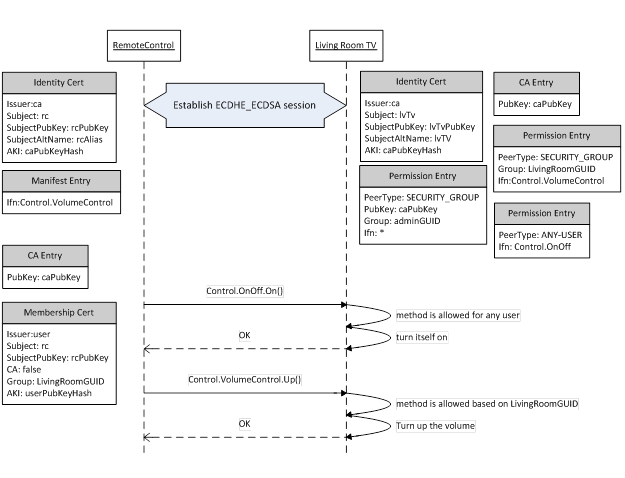 RemoteControl
Living Room TV
Identity Cert
Issuer:ca
Subject: rc
SubjectPubKey: rcPubKey
SubjectAltName: rcAlias
AKI: caPubKeyHash
Establish ECDHE_ECDSA session
Identity Cert
Issuer:ca
Subject: lvTv
SubjectPubKey: lvTvPubKey
SubjectAltName: lvTV
AKI: caPubKeyHash
CA Entry
PubKey: caPubKey
Permission Entry
PeerType: SECURITY_GROUP
Group: LivingRoomGUID
Ifn:Control.VolumeControl
Manifest Entry
Ifn:Control.VolumeControl
Permission Entry
PeerType: SECURITY_GROUP
PubKey: caPubKey
Group: adminGUID
Ifn: *
Permission Entry
PeerType: ANY-USER
Ifn: Control.OnOff
CA Entry
PubKey: caPubKey
Membership Cert
Issuer:user
Subject: rc
SubjectPubKey: rcPubKey
CA: false
Group: LivingRoomGUID
AKI: userPubKeyHash
Control.OnOff.On()
method is allowed for any user
turn itself on
OK
Control.VolumeControl.Up()
method is allowed based on LivingRoomGUID
Turn up the volume
OK